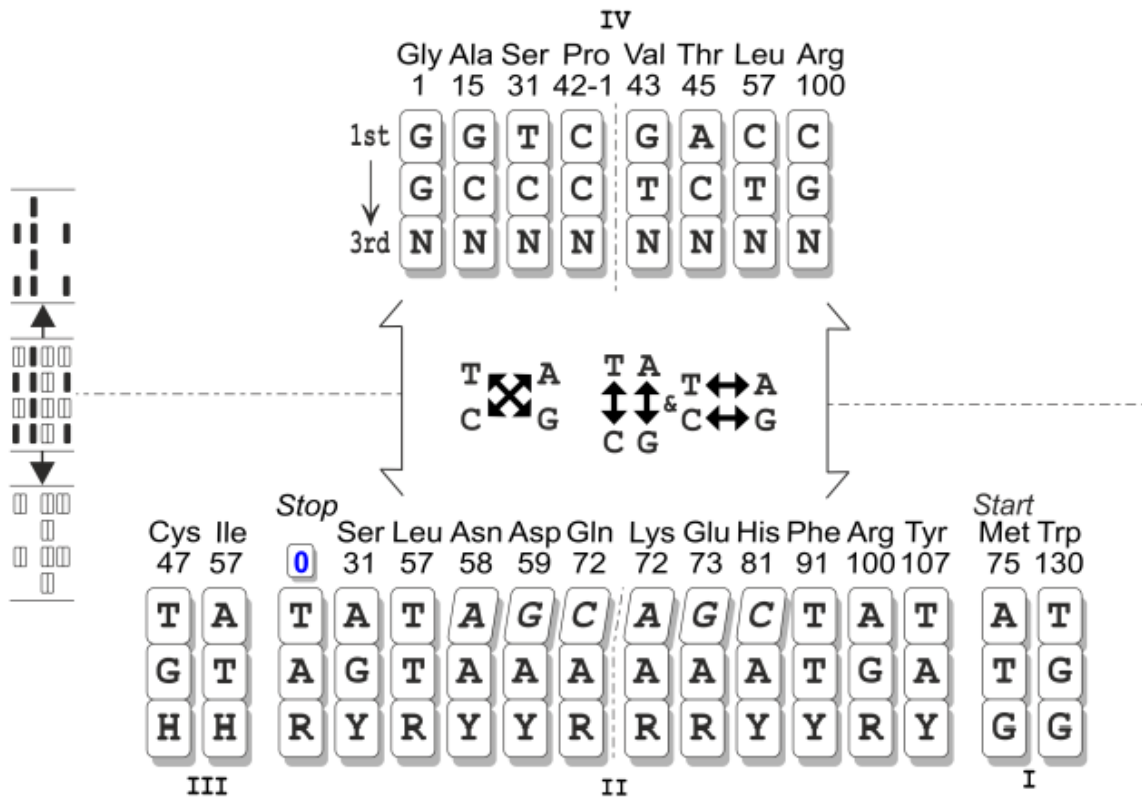 IV
Gly Ala Ser Pro Val Thr Leu Arg
1 15 31 42-1 43 45 57 100
1st G G T C G A C C
G C C C T C T G
3rd N N N N N N N N
T A T A T A
C G C G & C G
Stop Start
Cys Ile Ser Leu Asn Asp Gln Lys Glu His Phe Arg Tyr Met Trp
47 57 0 31 57 58 59 72 72 73 81 91 100 107 75 130
T A T A T A G C A G C T A T A T
G T A G T A A A A A A T G A T G
H H R Y R Y Y R R R Y Y R Y G G
III II I